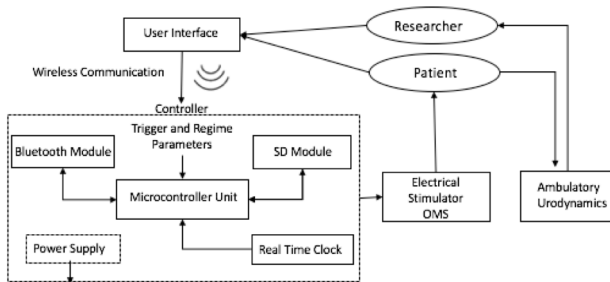 Researcher
User Interface
Wireless Communication
Patient
Controller
Trigger and Regime
Parameters
Bluetooth Module
SD Module
Microcontroller Unit
Electrical
Stimulator
OMS
Ambulatory
Urodynamics
Power Supply
Real Time Clock